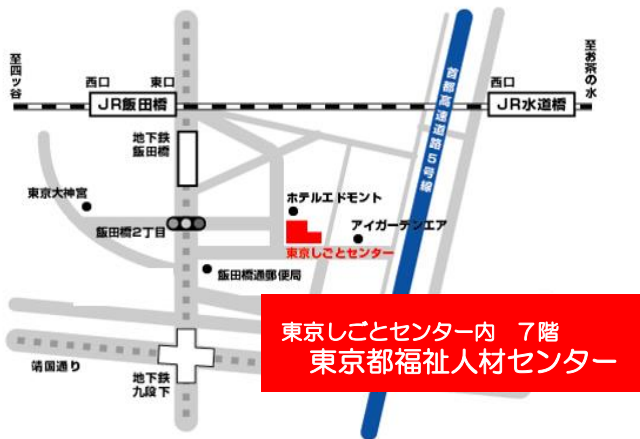 至四ッ谷
西口
東口
JR飯田橋
地下鉄
飯田橋
首都高速道路5号線
西口
JR水道橋
至お茶の水
東京大神宮
飯田橋2丁目
ホテルエドモント
アイガーデンエア
東京しごとセンター
飯田橋通郵便局
靖国通り
地下鉄
九段下
東京しごとセンター内 7階
東京都福祉人材センター